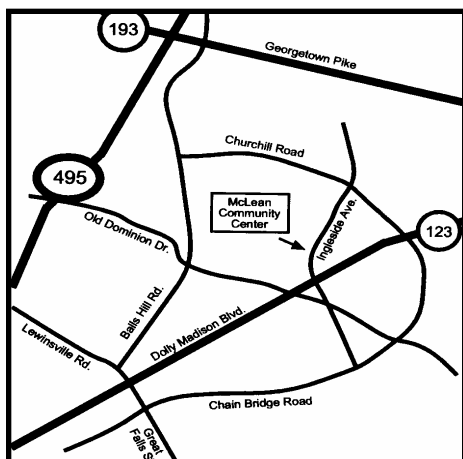 193
Georgetown Pike
Churchill Road
495
McLean
Community
Center
Ingleside Ave.
123
Old Dominion Dr.
Balls Hill Rd.
Dolly Madison Blvd.
Lewinsville Rd.
Chain Bridge Road
Great
Falls S